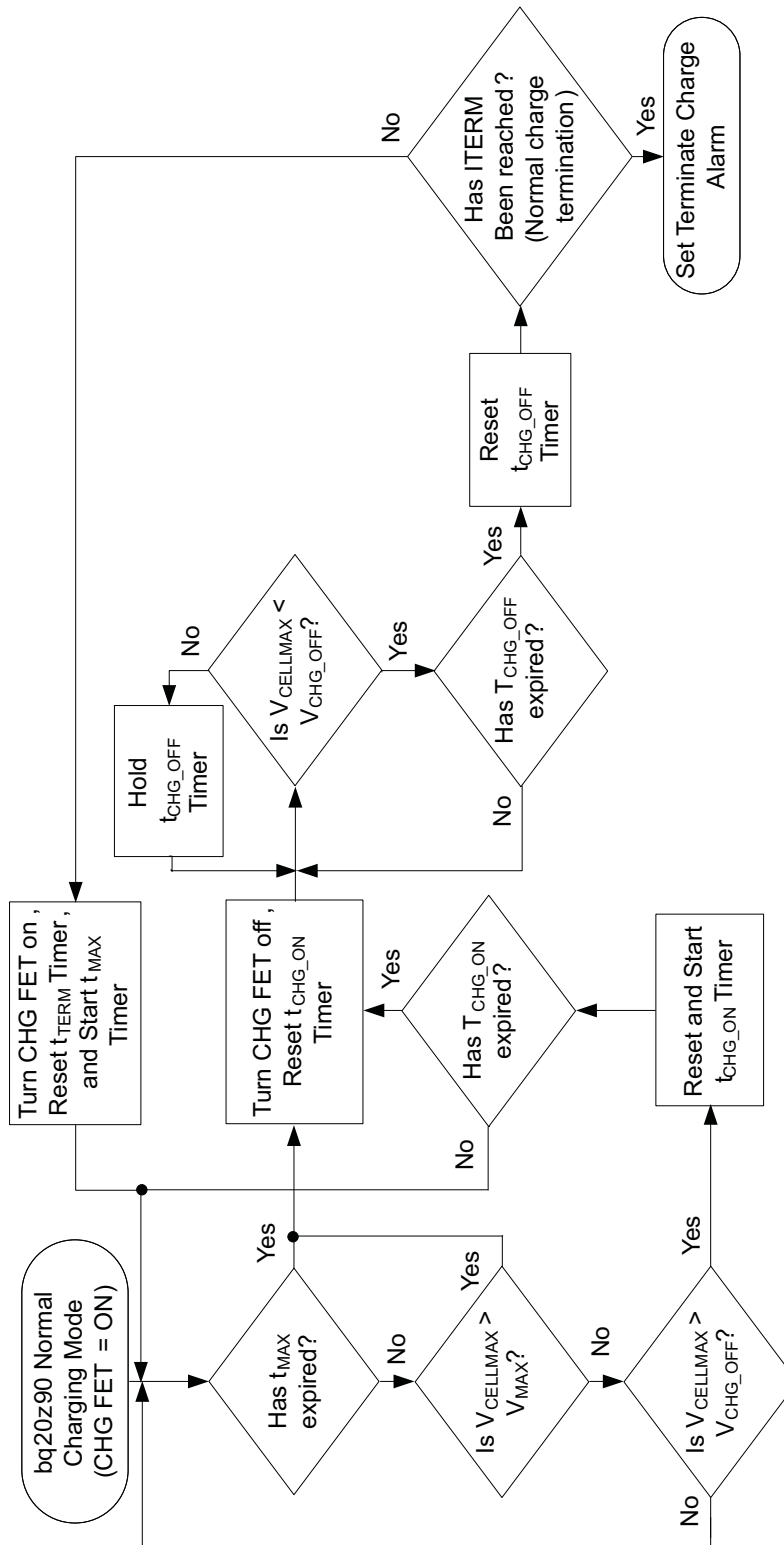 bq20z90 Normal
Charging Mode
(CHG FET = ON)
Has tMAX
expired?
Yes
No
Is VCELLMAX >
VMAX?
Yes
No
Is VCELLMAX >
VCHG_OFF?
No
Yes
Reset and Start
tCHG_ON Timer
Has TCHG_ON
expired?
No
Yes
Turn CHG FET off ,
Reset tCHG_ON
Timer
Turn CHG FET on ,
Reset tTERM Timer ,
and Start tMAX
Timer
Hold
tCHG_OFF
Timer
Is VCELLMAX <
VCHG_OFF?
No
Yes
Has TCHG_OFF
expired?
No
Yes
Reset
tCHG_OFF
Timer
Has ITERM
Been reached?
(Normal charge
termination )
No
Yes
Set Terminate Charge
Alarm